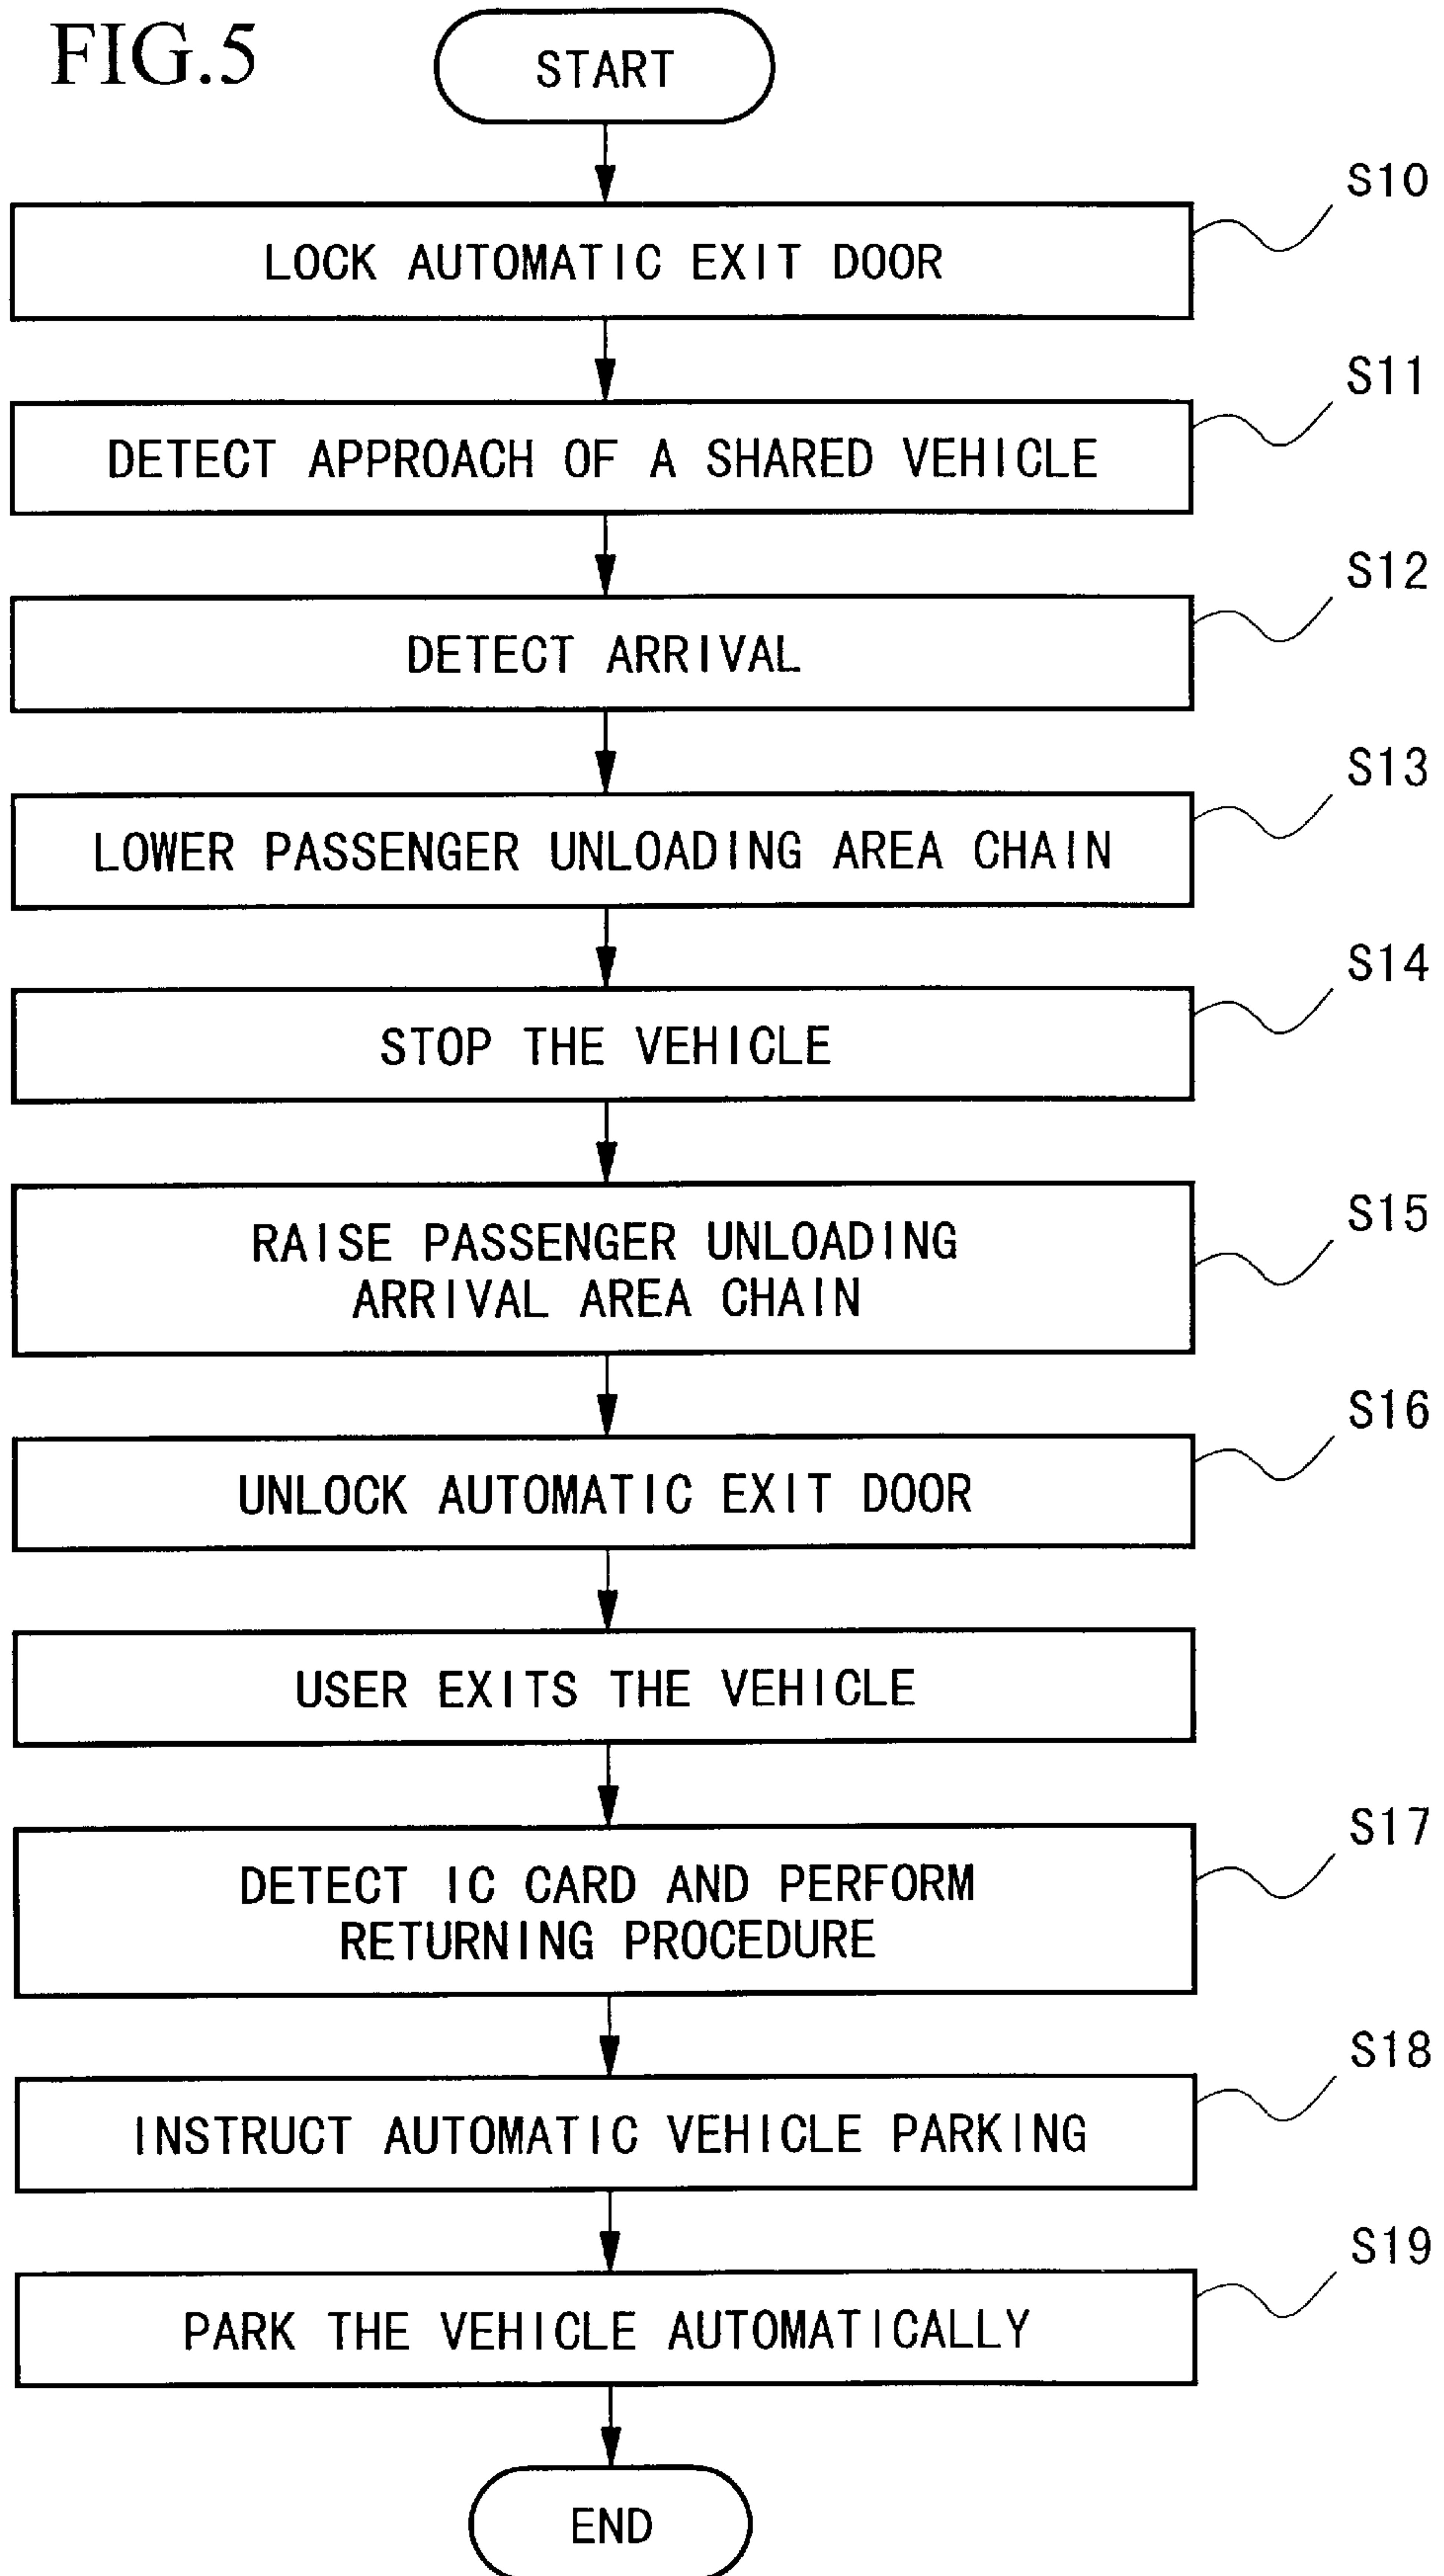 FIG.5
START
S10
LOCK AUTOMATIC EXIT DOOR
S11
DETECT APPROACH OF A SHARED VEHICLE
S12
DETECT ARRIVAL
S13
LOWER PASSENGER UNLOADING AREA CHAIN
S14
STOP THE VEHICLE
S15
RAISE PASSENGER UNLOADING
ARRIVAL AREA CHAIN
S16
UNLOCK AUTOMATIC EXIT DOOR
USER EXITS THE VEHICLE
S17
DETECT IC CARD AND PERFORM
RETURNING PROCEDURE
S18
INSTRUCT AUTOMATIC VEHICLE PARKING
S19
PARK THE VEHICLE AUTOMATICALLY
END